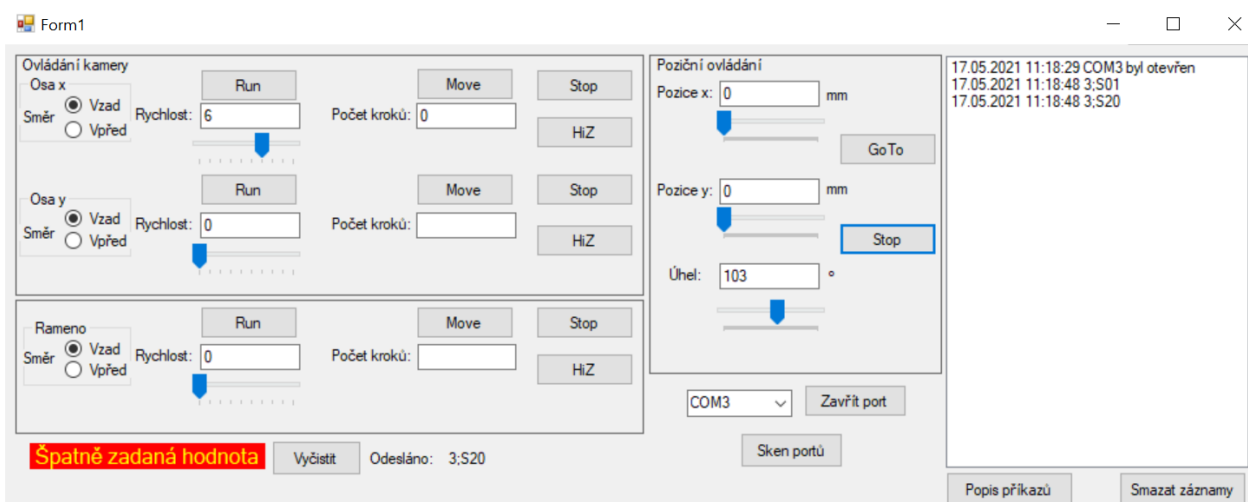 Form1
Ovládání kamery
Osa x
Směr
Vzad
Vpřed
Run
Rychlost: 6
Move
Počet kroků: 0
Stop
HiZ
Osa y
Směr
Vzad
Vpřed
Run
Rychlost: 0
Move
Počet kroků:
Stop
HiZ
Rameno
Směr
Vzad
Vpřed
Run
Rychlost: 0
Move
Počet kroků:
Stop
HiZ
Špatně zadaná hodnota
Vyčistit
Odesláno: 3;S20
Poziční ovládání
Pozice x: 0 mm
GoTo
Pozice y: 0 mm
Stop
Úhel: 103 °
COM3
Zavřít port
Sken portů
17.05.2021 11:18:29 COM3 byl otevřen
17.05.2021 11:18:48 3;S01
17.05.2021 11:18:48 3;S20
Popis příkazů
Smazat záznamy